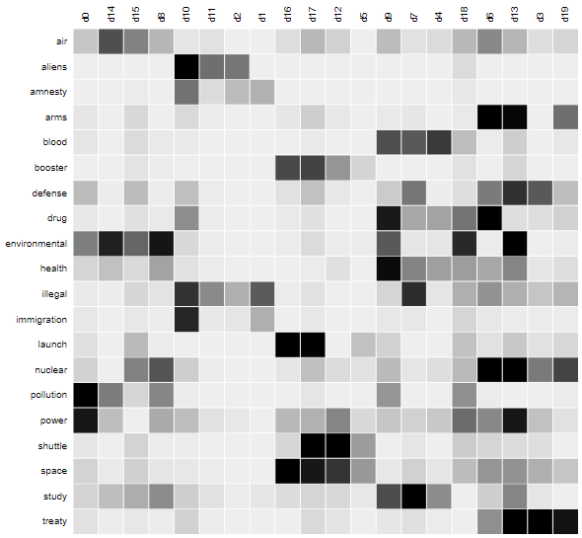 d0 d14 d15 d8 d10 d11 d2 d1 d16 d17 d12 d5 d9 d7 d4 d18 d6 d13 d3 d19
air
aliens
amnesty
arms
blood
booster
defense
drug
environmental
health
illegal
immigration
launch
nuclear
pollution
power
shuttle
space
study
treaty